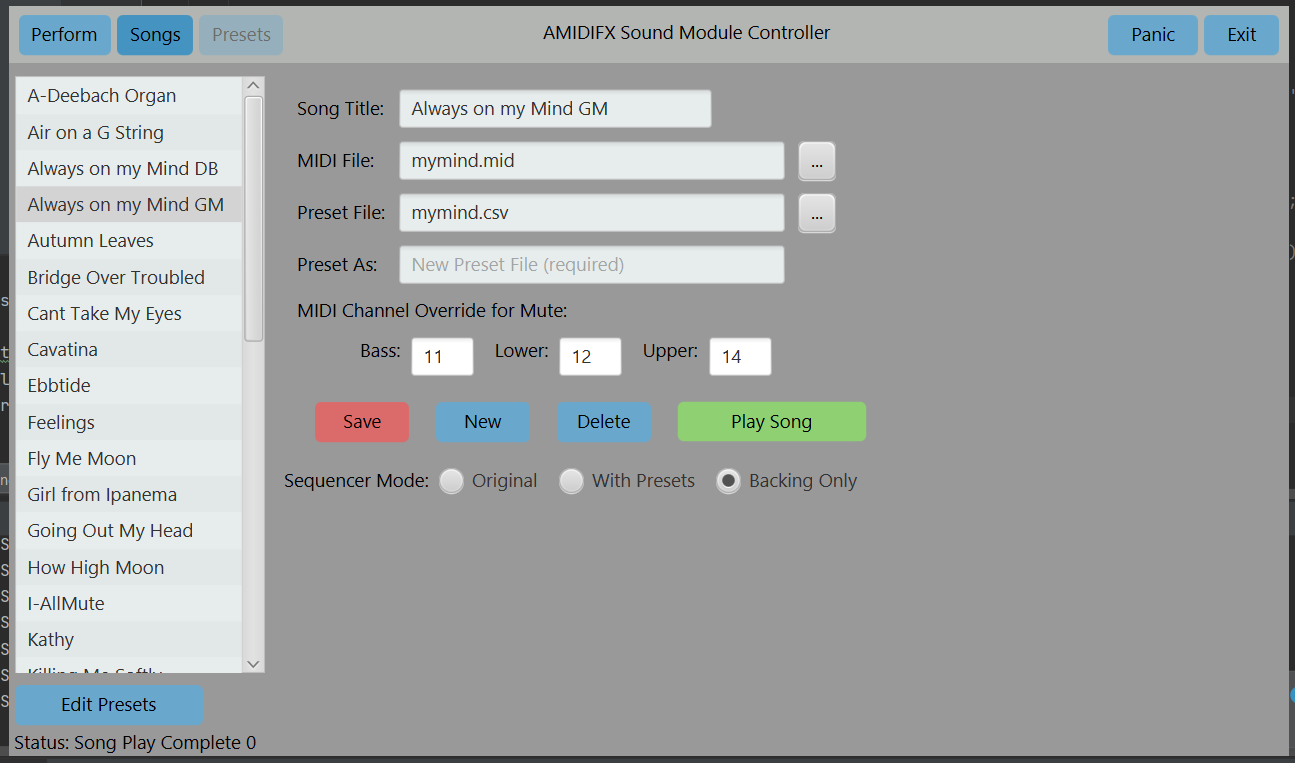 Perform Songs Presets AMIDIFX Sound Module Controller Panic Exit
A-Deebach Organ
Air on a G String
Always on my Mind DB
Always on my Mind GM
Autumn Leaves
Bridge Over Troubled
Cant Take My Eyes
Cavatina
Ebbtide
Feelings
Fly Me Moon
Girl from Ipanema
Going Out My Head
How High Moon
I-AllMute
Kathy
Killing Me Softly
Edit Presets
Status: Song Play Complete 0
Song Title: Always on my Mind GM
MIDI File: mymind.mid ...
Preset File: mymind.csv ...
Preset As: New Preset File (required)
MIDI Channel Override for Mute:
Bass: 11 Lower: 12 Upper: 14
Save New Delete Play Song
Sequencer Mode: Original With Presets Backing Only